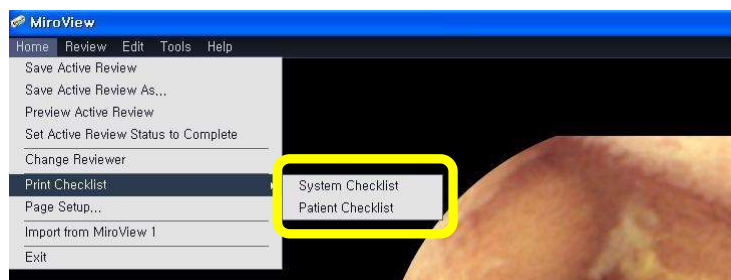 MiroView
Home Review Edit Tools Help
Save Active Review
Save Active Review As...
Preview Active Review
Set Active Review Status to Complete
Change Reviewer
Print Checklist
System Checklist
Page Setup...
Patient Checklist
Import from MiroView 1
Exit